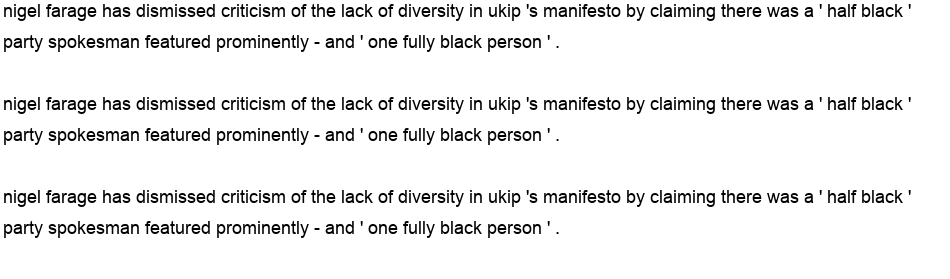 nigel farage has dismissed criticism of the lack of diversity in ukip 's manifesto by claiming there was a ' half black '
party spokesman featured prominently - and ' one fully black person ' .
nigel farage has dismissed criticism of the lack of diversity in ukip 's manifesto by claiming there was a ' half black '
party spokesman featured prominently - and ' one fully black person ' .
nigel farage has dismissed criticism of the lack of diversity in ukip 's manifesto by claiming there was a ' half black '
party spokesman featured prominently - and ' one fully black person ' .